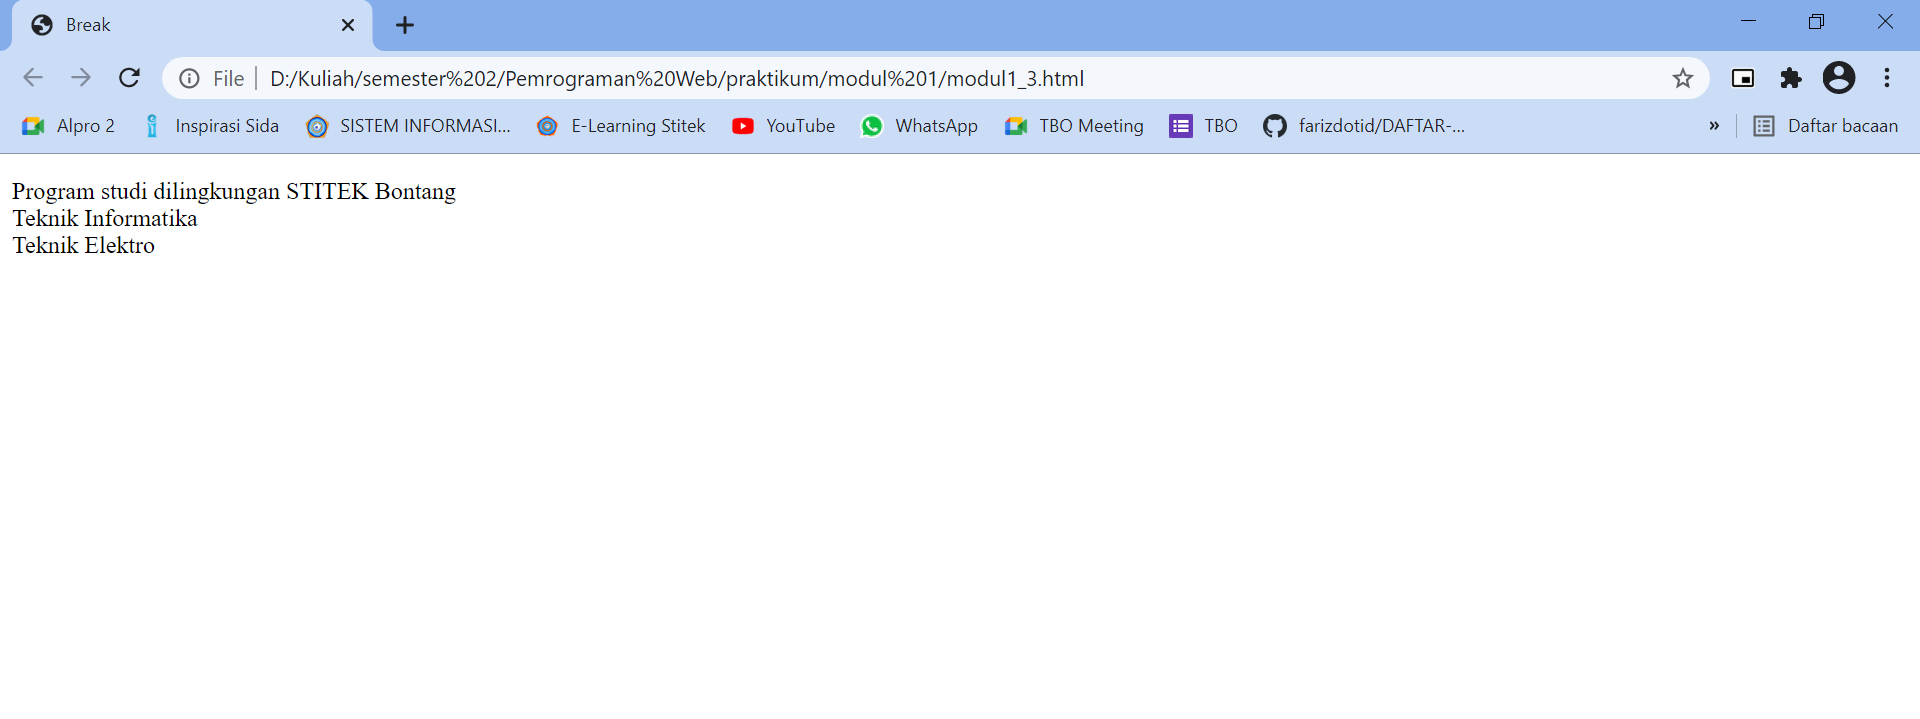 Break
File D:/Kuliah/semester%202/Pemrograman%20Web/praktikum/modul%201/modul1_3.html
Alpro 2 Inspirasi Sida SISTEM INFORMASI... E-Learning Stitek YouTube WhatsApp TBO Meeting TBO farizdotid/DAFTAR-... » Daftar bacaan
Program studi dilingkungan STITEK Bontang
Teknik Informatika
Teknik Elektro